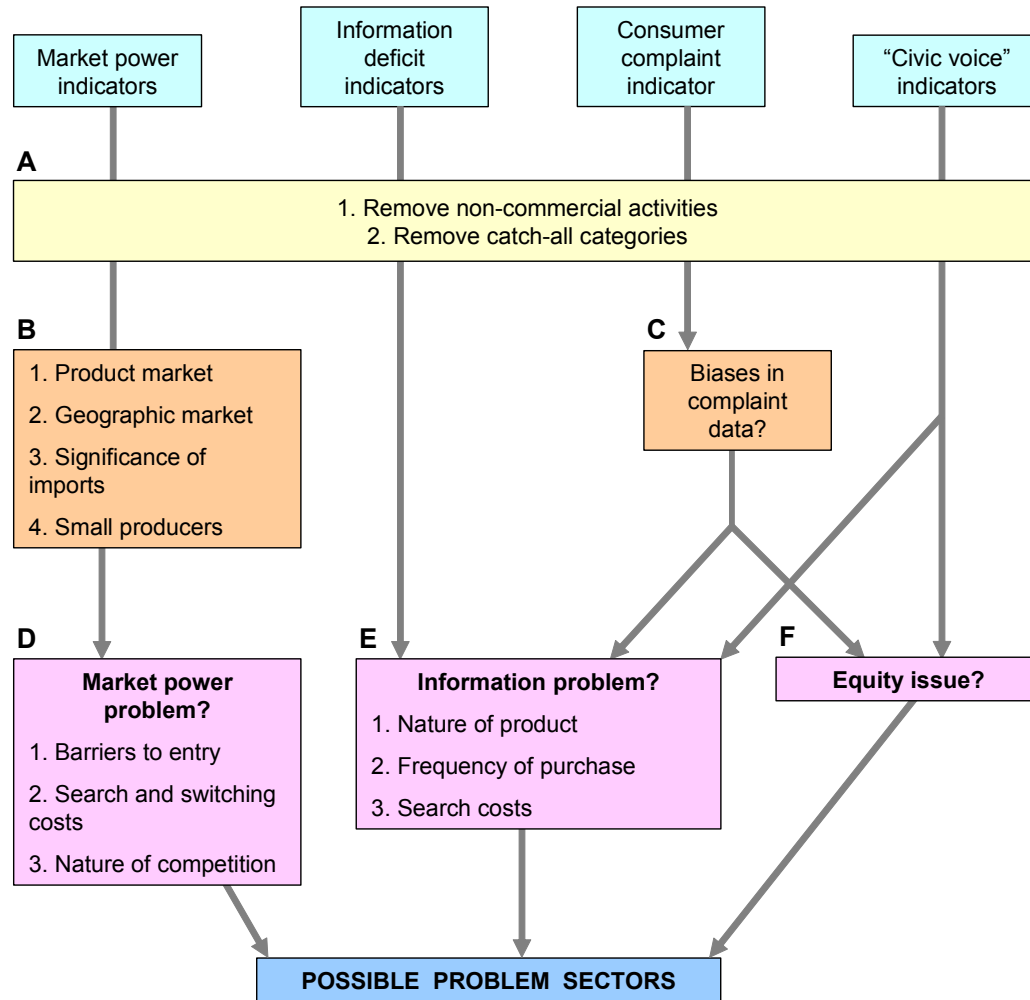 Market power
indicators
Information
deficit
indicators
Consumer
complaint
indicator
“Civic voice”
indicators
A
1. Remove non-commercial activities
2. Remove catch-all categories
B
1. Product market
2. Geographic market
3. Significance of
imports
4. Small producers
C
Biases in
complaint
data?
D
Market power
problem?
1. Barriers to entry
2. Search and switching
costs
3. Nature of competition
E
Information problem?
1. Nature of product
2. Frequency of purchase
3. Search costs
F
Equity issue?
POSSIBLE PROBLEM SECTORS